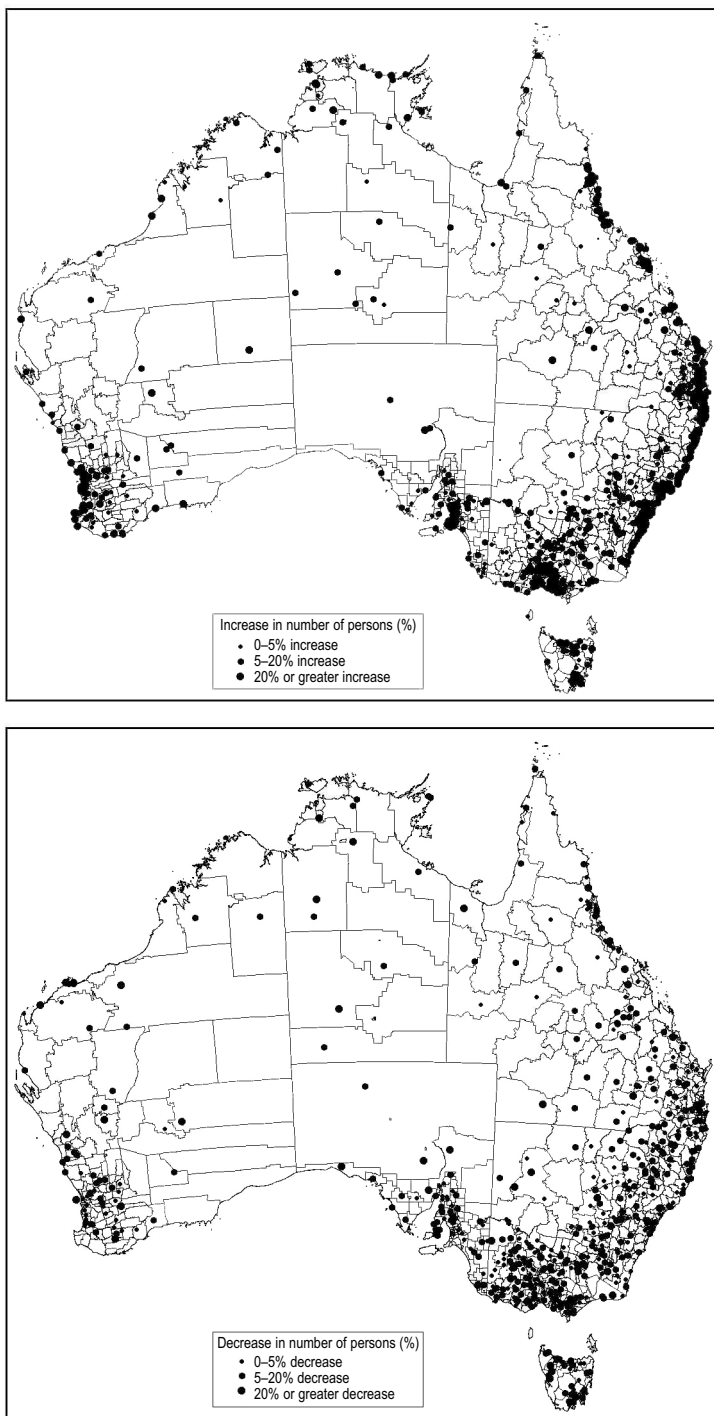 Increase in number of persons (%)
0–5% increase
5–20% increase
20% or greater increase
Decrease in number of persons (%)
0–5% decrease
5–20% decrease
20% or greater decrease